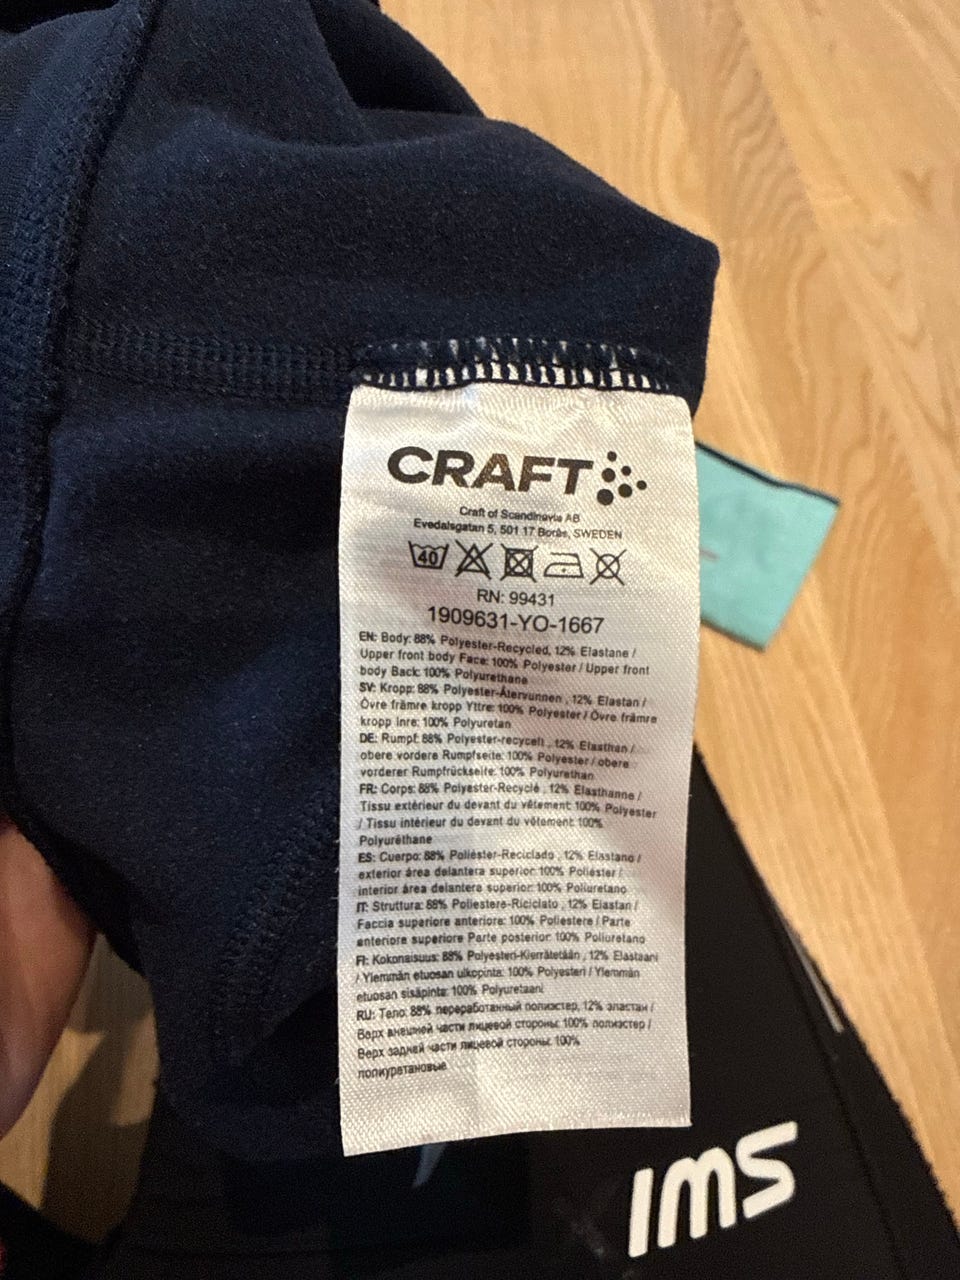 CRAFT
Craft of Scandinavia AB
Evedalsgatan 5, 501 17 Borås, SWEDEN
40
RN: 99431
1909631-YO-1667
EN: Body: 88% Polyester-Recycled, 12% Elastane /
Upper front body Face: 100% Polyester / Upper front
body Back: 100% Polyurethane
SV: Kropp: 88% Polyester-Återvunnen , 12% Elastan /
Övre främre kropp Yttre: 100% Polyester / Övre främre
kropp Inre: 100% Polyuretan
DE: Rumpf: 88% Polyester-recycelt , 12% Elasthan /
obere vordere Rumpfseite: 100% Polyester / obere
vorderer Rumpfrückseite: 100% Polyurethan
FR: Corps: 88% Polyester-Recyclé , 12% Elasthanne /
Tissu extérieur du devant du vêtement: 100% Polyester
/ Tissu intérieur du devant du vêtement: 100%
Polyuréthane
ES: Cuerpo: 88% Poliéster-Reciclado , 12% Elastano /
exterior área delantera superior: 100% Poliéster /
interior área delantera superior: 100% Poliuretano
IT: Struttura: 88% Poliestere-Riciclato , 12% Elastan /
Faccia superiore anteriore: 100% Poliestere / Parte
anteriore superiore Parte posterior: 100% Poliuretano
FI: Kokonaisuus: 88% Polyesteri-Kierrätetään , 12% Elastaani
/ Ylemmän etuosan ulkopinta: 100% Polyesteri / Ylemmän
etuosan sisäpinta: 100% Polyuretaani
RU: Тело: 88% переработанный полиэстер, 12% эластан /
Верх внешней части лицевой стороны: 100% полиэстер /
Верх задней части лицевой стороны: 100%
полиуретановые
IMS